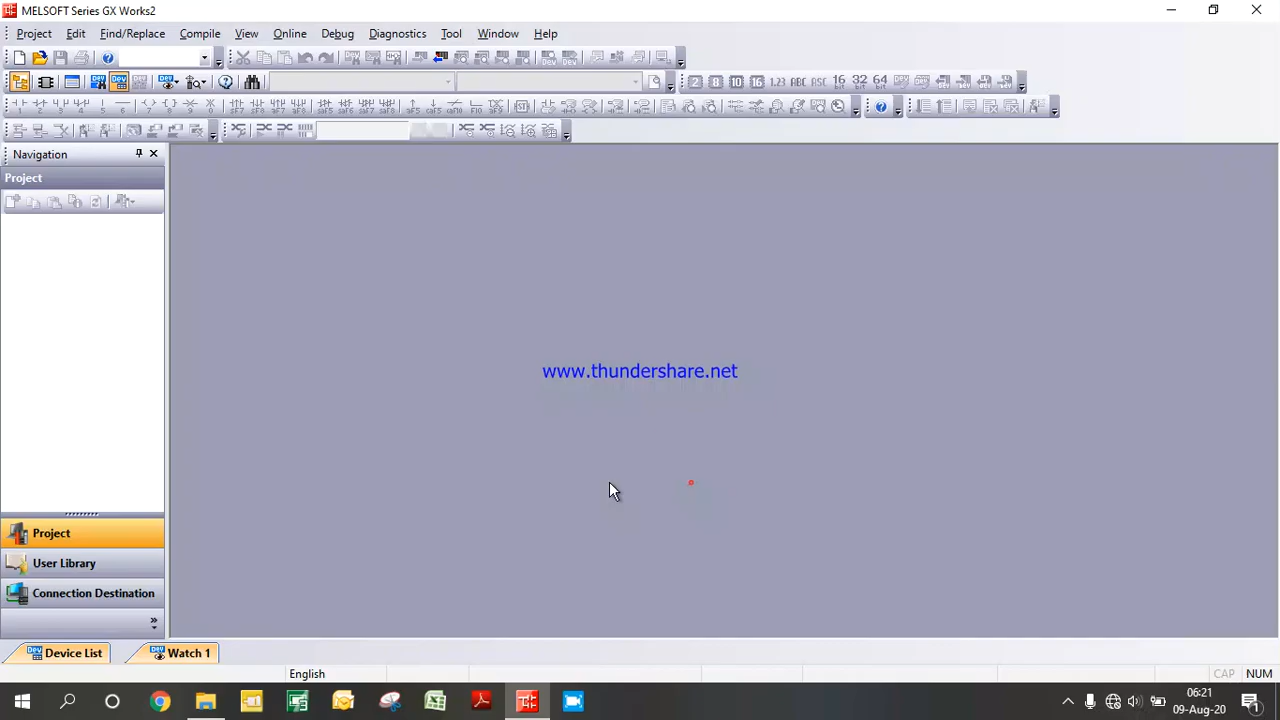 MELSOFT Series GX Works2
Project Edit Find/Replace Compile View Online Debug Diagnostics Tool Window Help
Navigation
Project
www.thundershare.net
Project
User Library
Connection Destination
Device List Watch 1
English CAP NUM
06:21
09-Aug-20